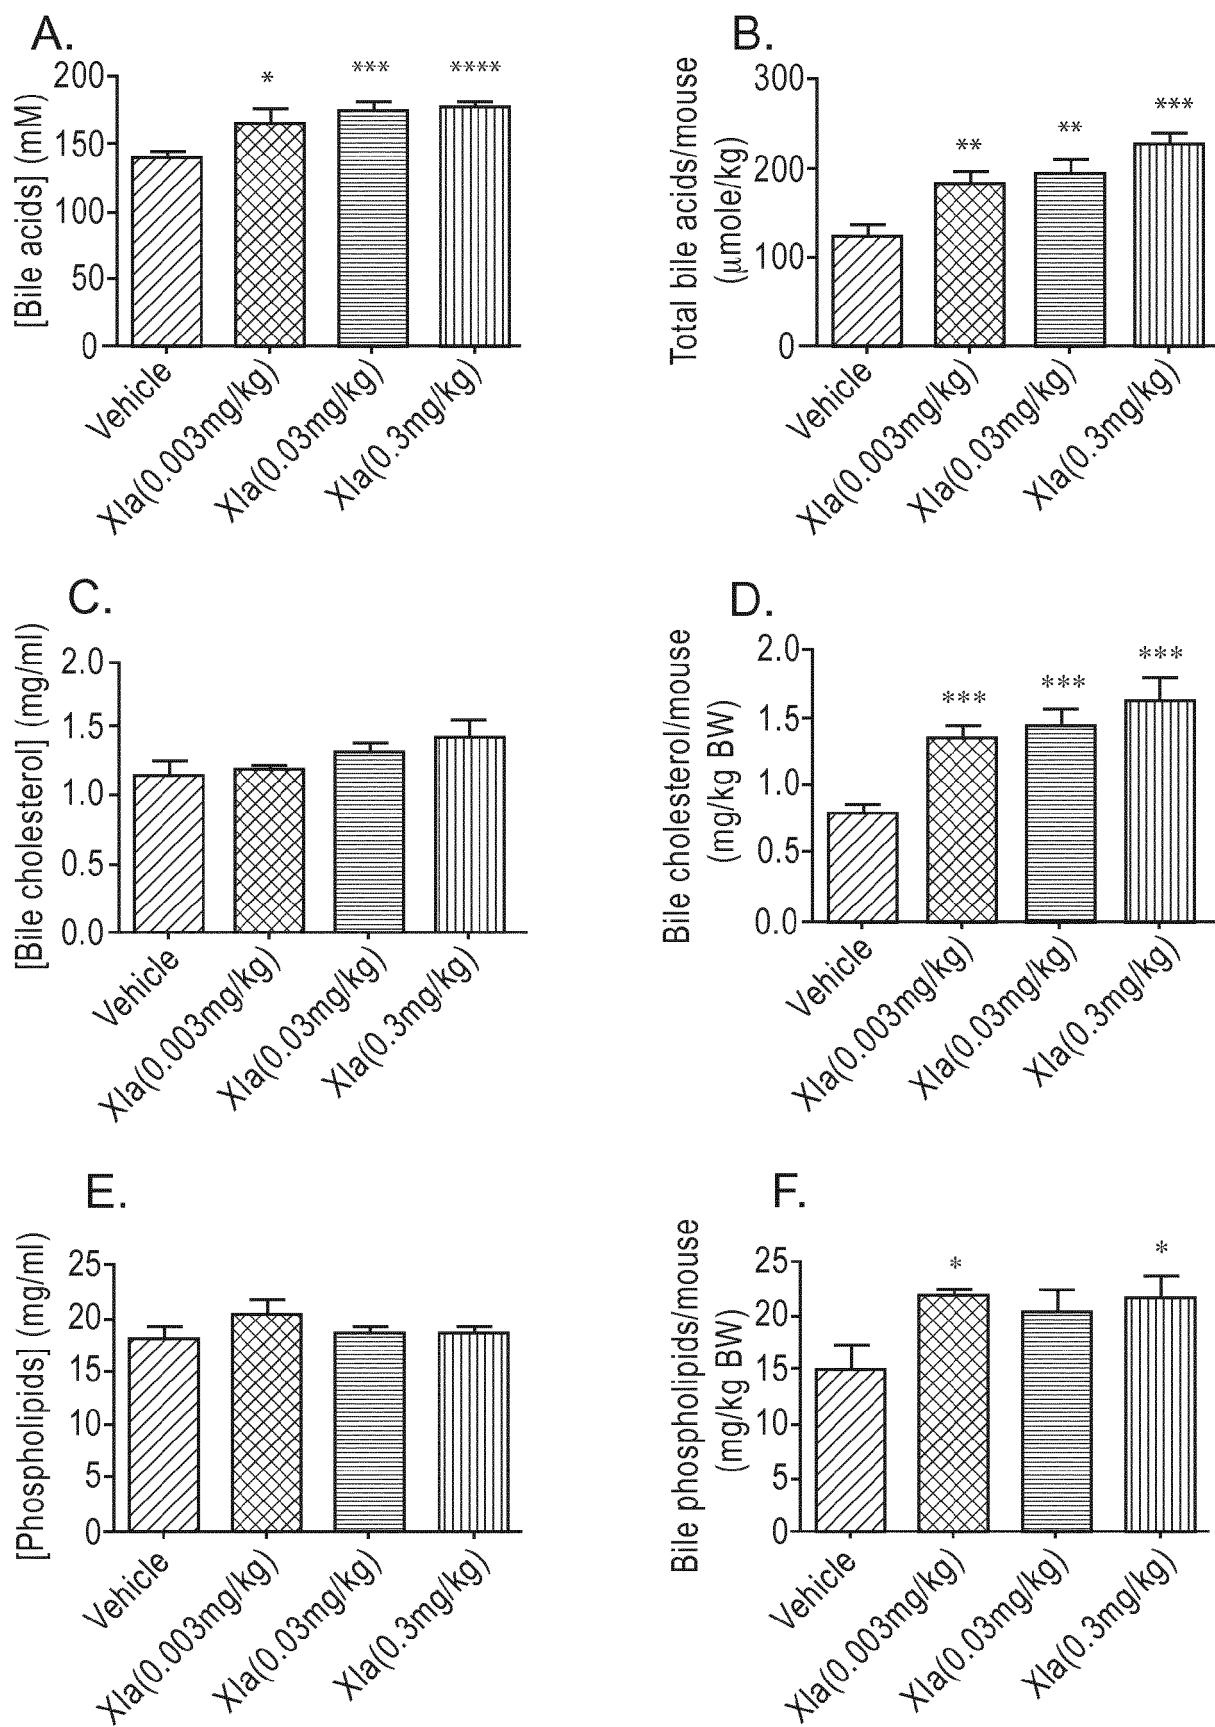 A.
[Bile acids] (mM)
200
150
100
50
0
*
***
****
Vehicle
XIa(0.003mg/kg)
XIa(0.03mg/kg)
XIa(0.3mg/kg)
B.
Total bile acids/mouse
(μmole/kg)
300
200
100
0
**
**
***
Vehicle
XIa(0.003mg/kg)
XIa(0.03mg/kg)
XIa(0.3mg/kg)
C.
[Bile cholesterol] (mg/ml)
2.0
1.5
1.0
0.5
0.0
Vehicle
XIa(0.003mg/kg)
XIa(0.03mg/kg)
XIa(0.3mg/kg)
D.
Bile cholesterol/mouse
(mg/kg BW)
2.0
1.5
1.0
0.5
0.0
***
***
***
Vehicle
XIa(0.003mg/kg)
XIa(0.03mg/kg)
XIa(0.3mg/kg)
E.
[Phospholipids] (mg/ml)
25
20
15
10
5
0
Vehicle
XIa(0.003mg/kg)
XIa(0.03mg/kg)
XIa(0.3mg/kg)
F.
Bile phospholipids/mouse
(mg/kg BW)
25
20
15
10
5
0
*
*
Vehicle
XIa(0.003mg/kg)
XIa(0.03mg/kg)
XIa(0.3mg/kg)